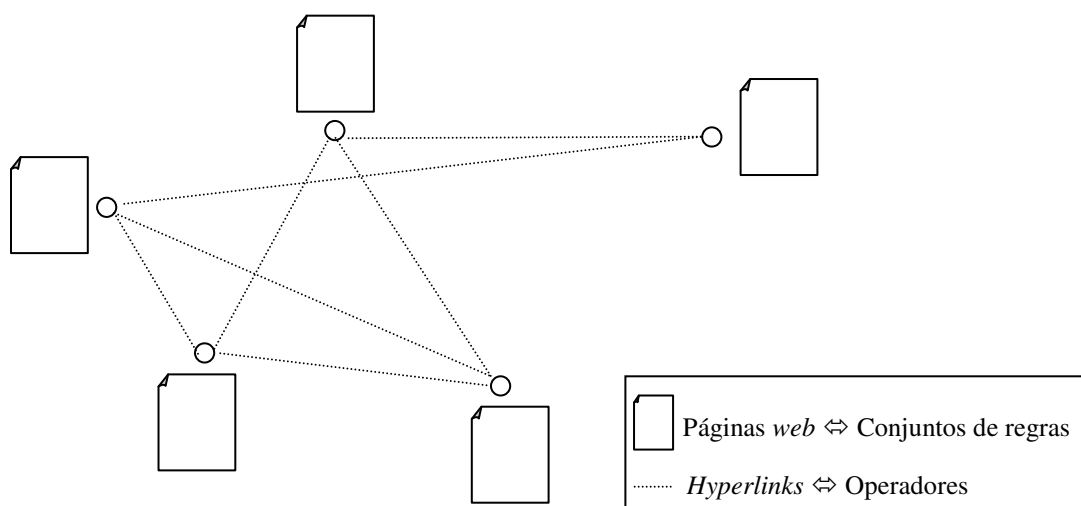 Páginas web ⇔ Conjuntos de regras
Hyperlinks ⇔ Operadores